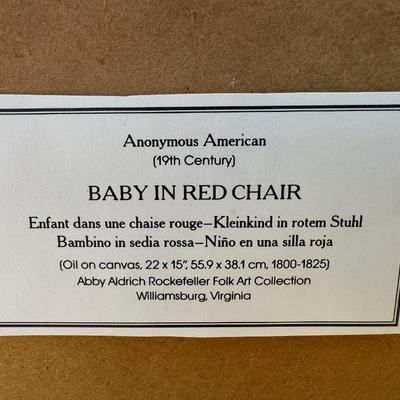 Anonymous American
(19th Century)
BABY IN RED CHAIR
Enfant dans une chaise rouge–Kleinkind in rotem Stuhl
Bambino in sedia rossa–Niño en una silla roja
(Oil on canvas, 22 x 15", 55.9 x 38.1 cm, 1800-1825)
Abby Aldrich Rockefeller Folk Art Collection
Williamsburg, Virginia